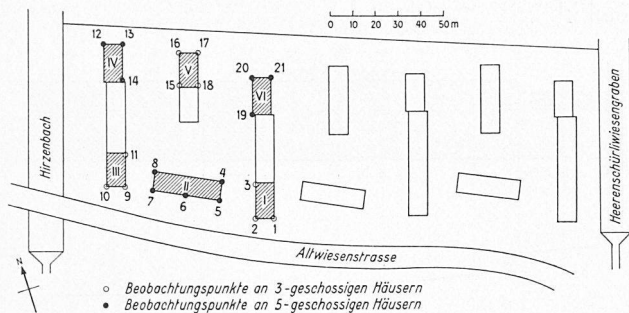 0 10 20 30 40 50m
12 13
16 17
IV
V
20 21
14
15 18
VI
19
Hirzenbach
Heerenschürliwiesengraben
11
8
4
III
II
3
I
10 9
7
6
5
2 1
Altwiesenstrasse
N
Beobachtungspunkte an 3-geschossigen Häusern
Beobachtungspunkte an 5-geschossigen Häusern